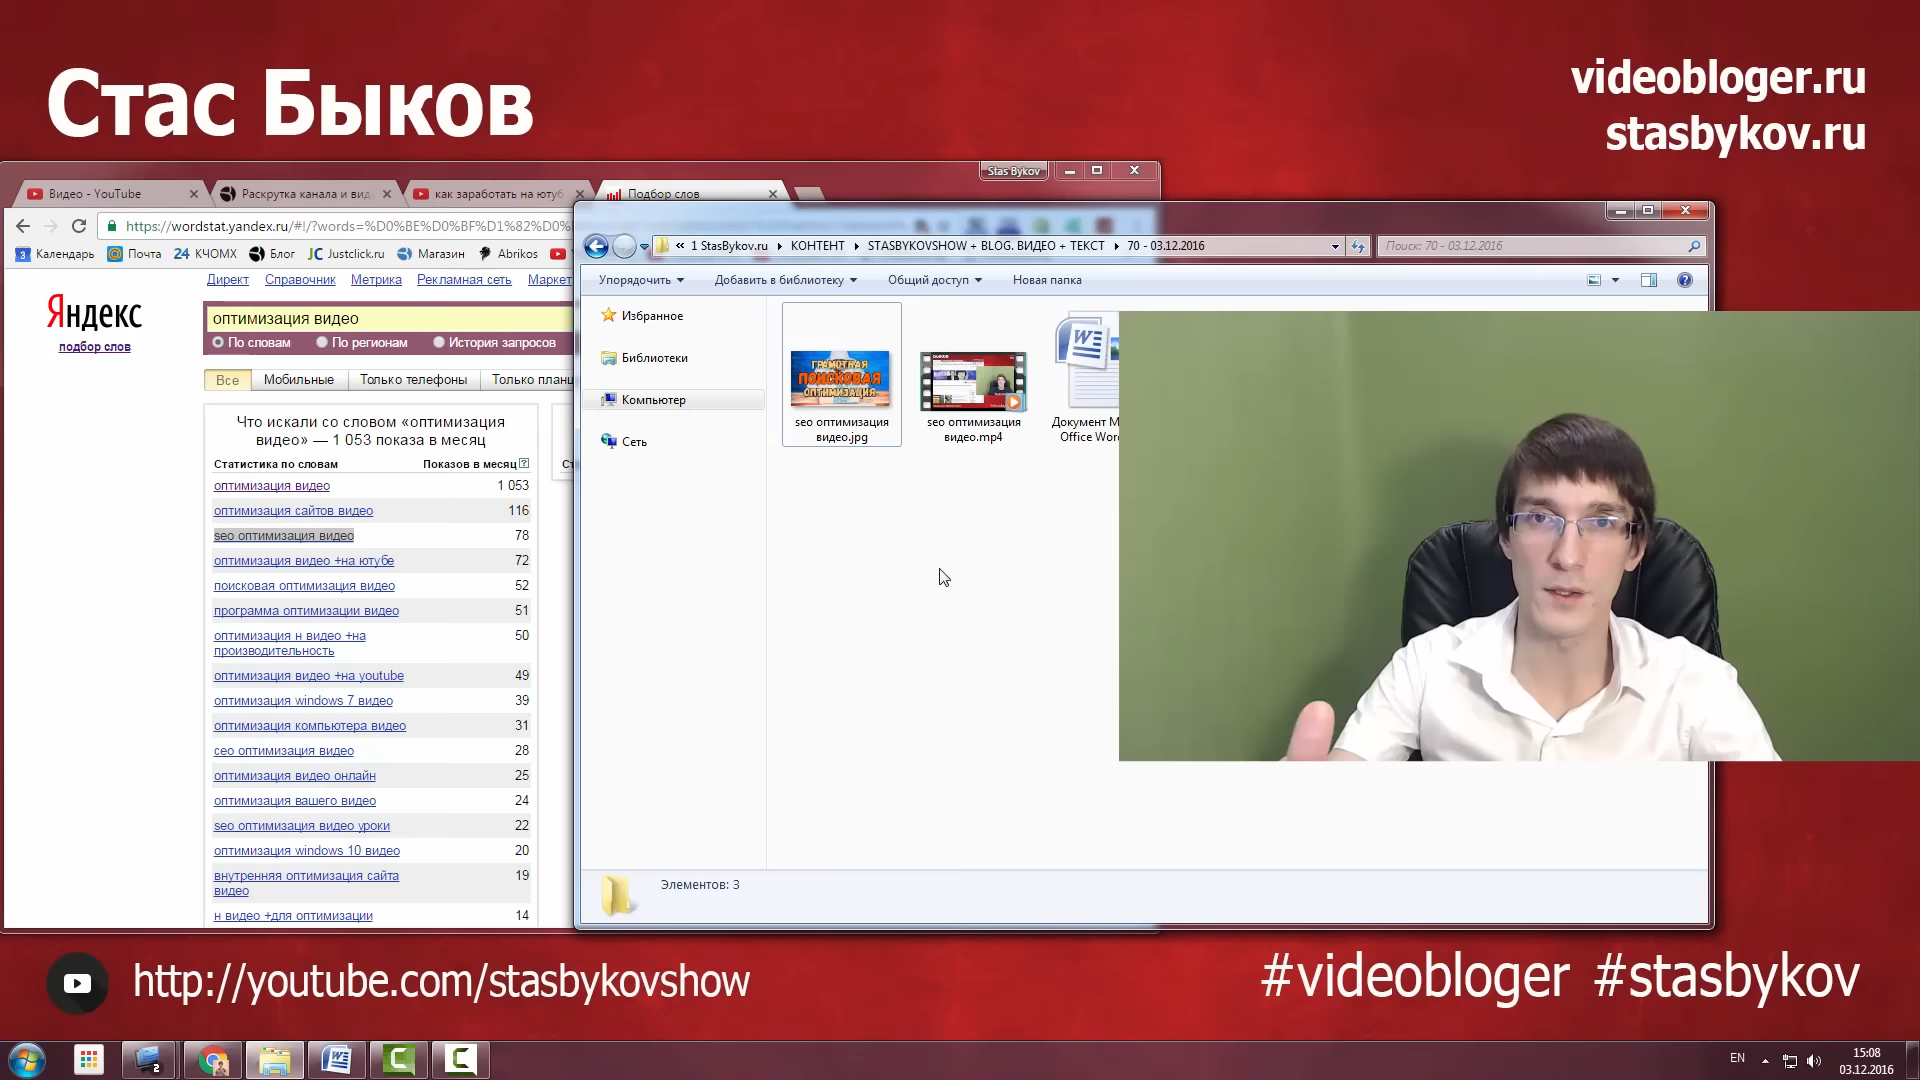 Стас Быков
videobloger.ru
stasbykov.ru
Stas Bykov
Видео - YouTube
Раскрутка канала и вид
как заработать на ютуб
Подбор слов
https://wordstat.yandex.ru/#!/?words=%D0%BE%D0%BF%D1%82%D0%
Календарь
Почта
24 КЧОМХ
Блог
JC Justclick.ru
Магазин
Abrikos
Директ
Справочник
Метрика
Рекламная сеть
Маркет
Яндекс
подбор слов
оптимизация видео
По словам
По регионам
История запросов
Все
Мобильные
Только телефоны
Только план
Что искали со словом «оптимизация
видео» — 1 053 показа в месяц
Статистика по словам
Показов в месяц ?
оптимизация видео 1 053
оптимизация сайтов видео 116
seo оптимизация видео 78
оптимизация видео +на ютубе 72
поисковая оптимизация видео 52
программа оптимизации видео 51
оптимизация н видео +на 50
производительность
оптимизация видео +на youtube 49
оптимизация windows 7 видео 39
оптимизация компьютера видео 31
сео оптимизация видео 28
оптимизация видео онлайн 25
оптимизация вашего видео 24
seo оптимизация видео уроки 22
оптимизация windows 10 видео 20
внутренняя оптимизация сайта 19
видео
н видео +для оптимизации 14
« 1 StasBykov.ru
КОНТЕНТ
STASBYKOVSHOW + BLOG. ВИДЕО + ТЕКСТ
70 - 03.12.2016
Поиск: 70 - 03.12.2016
Упорядочить
Добавить в библиотеку
Общий доступ
Новая папка
Избранное
Библиотеки
Компьютер
Сеть
ГРАМОТНАЯ
ПОИСКОВАЯ
ОПТИМИЗАЦИЯ
seo оптимизация
видео.jpg
seo оптимизация
видео.mp4
W
Документ M
Office Wor
Элементов: 3
http://youtube.com/stasbykovshow
#videobloger #stasbykov
EN
15:08
03.12.2016